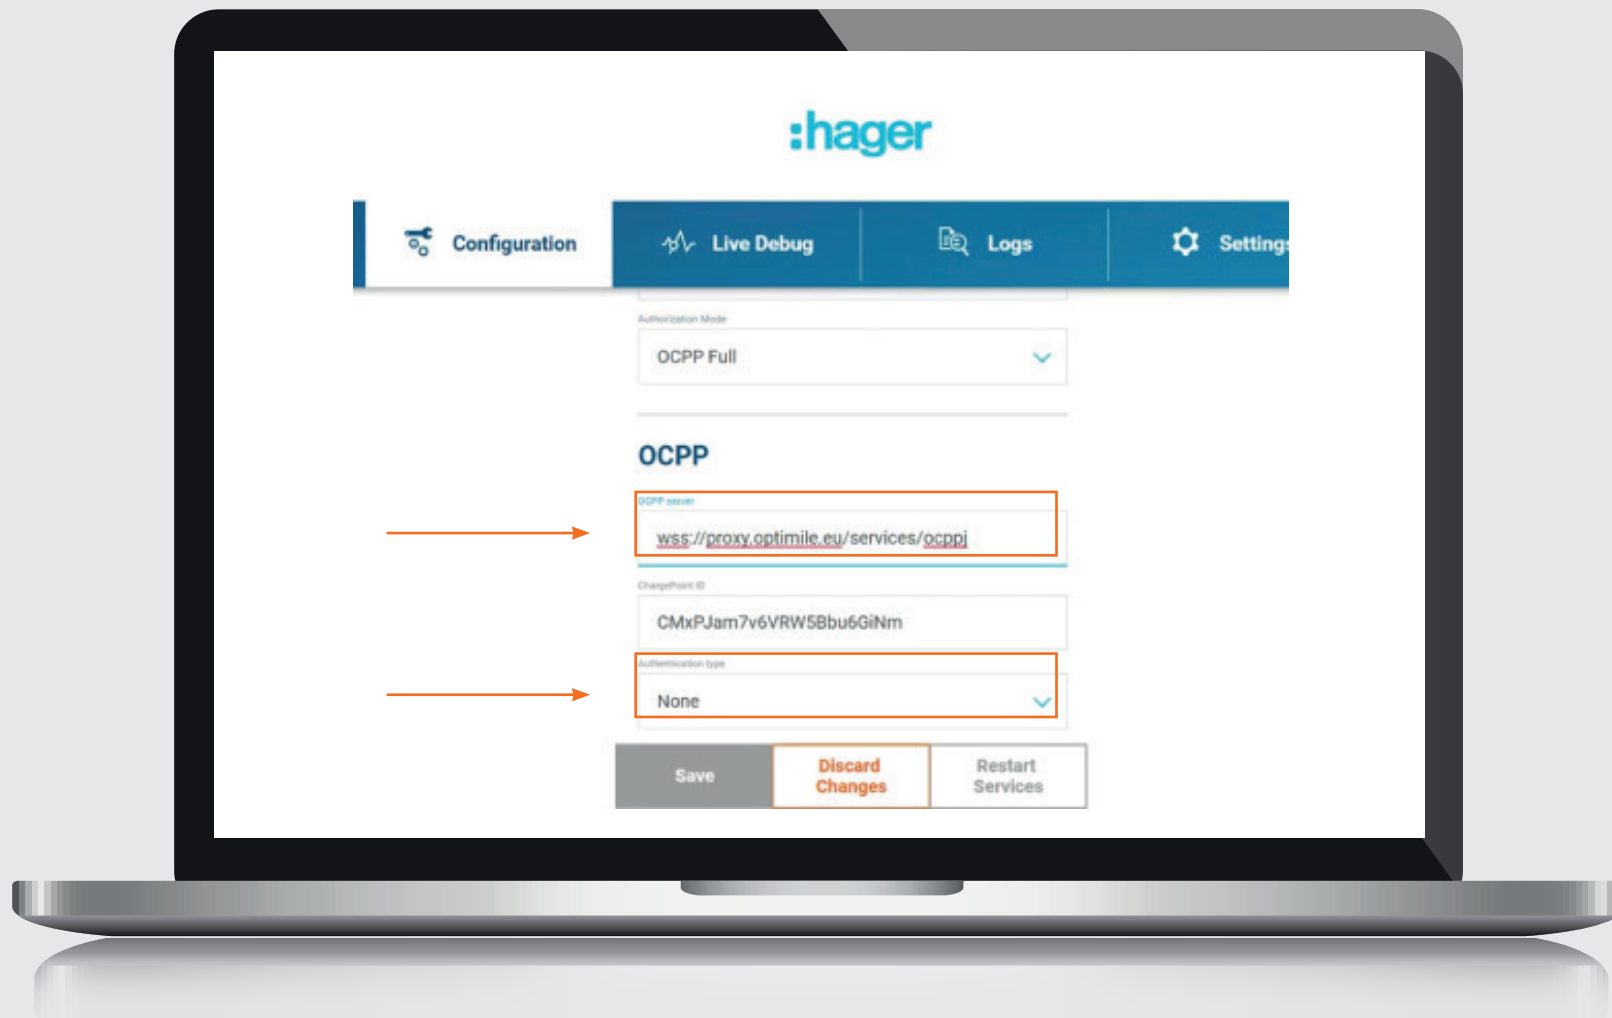 :hager
Configuration
Live Debug
Logs
Settings
Authorization Mode
OCPP Full
OCPP
OCPP server
wss://proxy.optimile.eu/services/ocppj
ChargePoint ID
CMxPJam7v6VRW5Bbu6GiNm
Authentication type
None
Save
Discard
Changes
Restart
Services